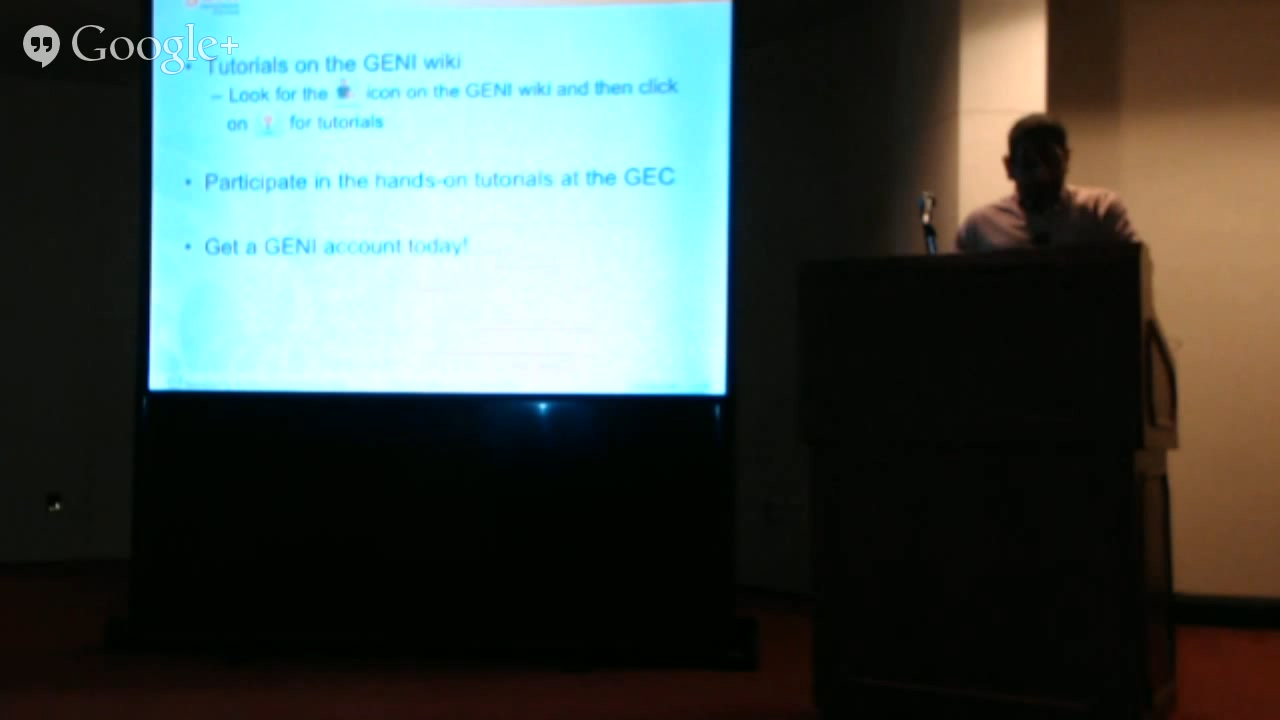 Google+
• Tutorials on the GENI wiki
– Look for the icon on the GENI wiki and then click
on for tutorials
• Participate in the hands-on tutorials at the GEC
• Get a GENI account today!